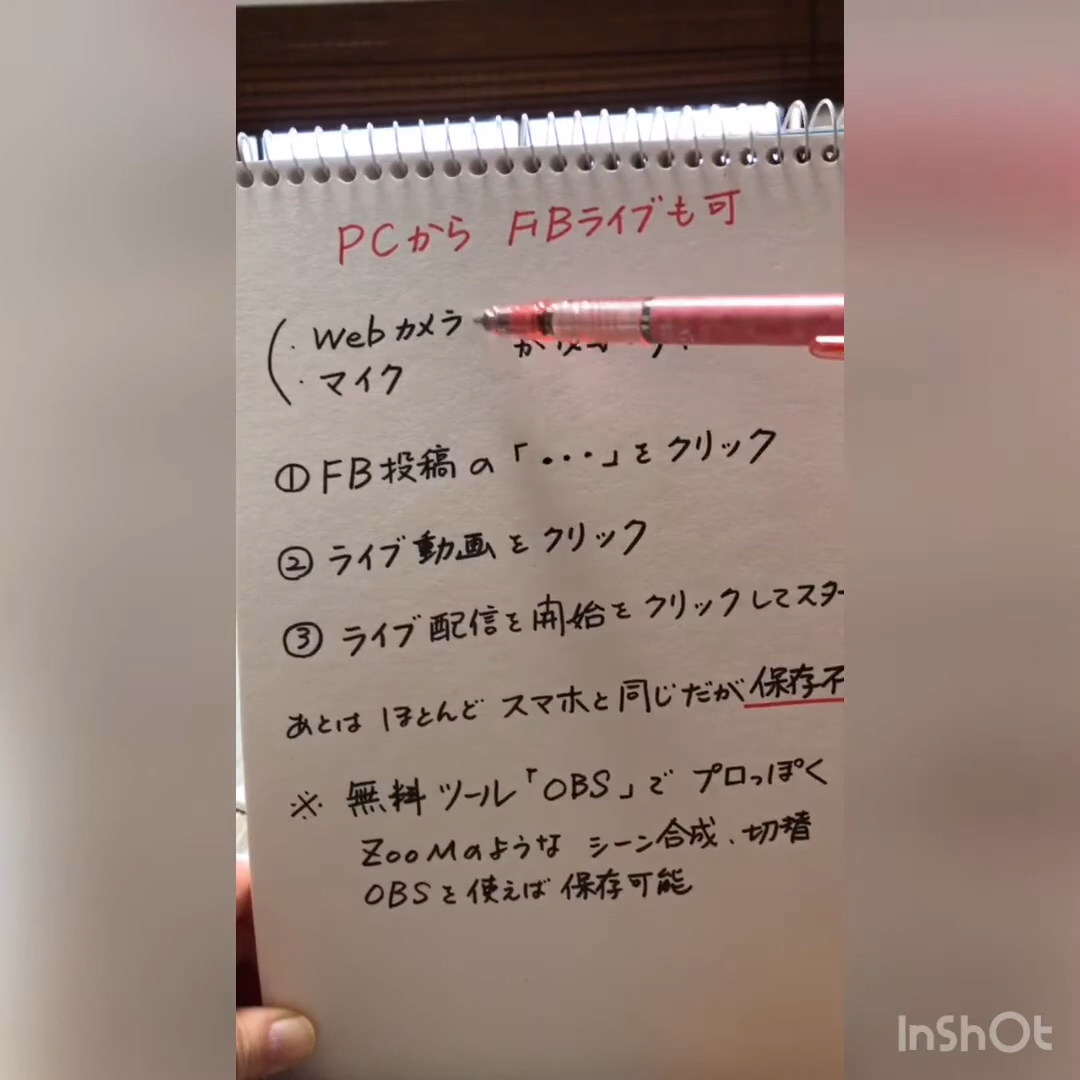 PCから FBライブも可
・Webカメラ
・マイク
① FB投稿の「・・・」をクリック
② ライブ動画をクリック
③ ライブ配信を開始をクリックしてスター
あとは ほとんど スマホと同じだが保存不
※ 無料ツール「OBS」で プロっぽく
ZooMのような シーン合成、切替
OBSを使えば 保存可能
InShOt